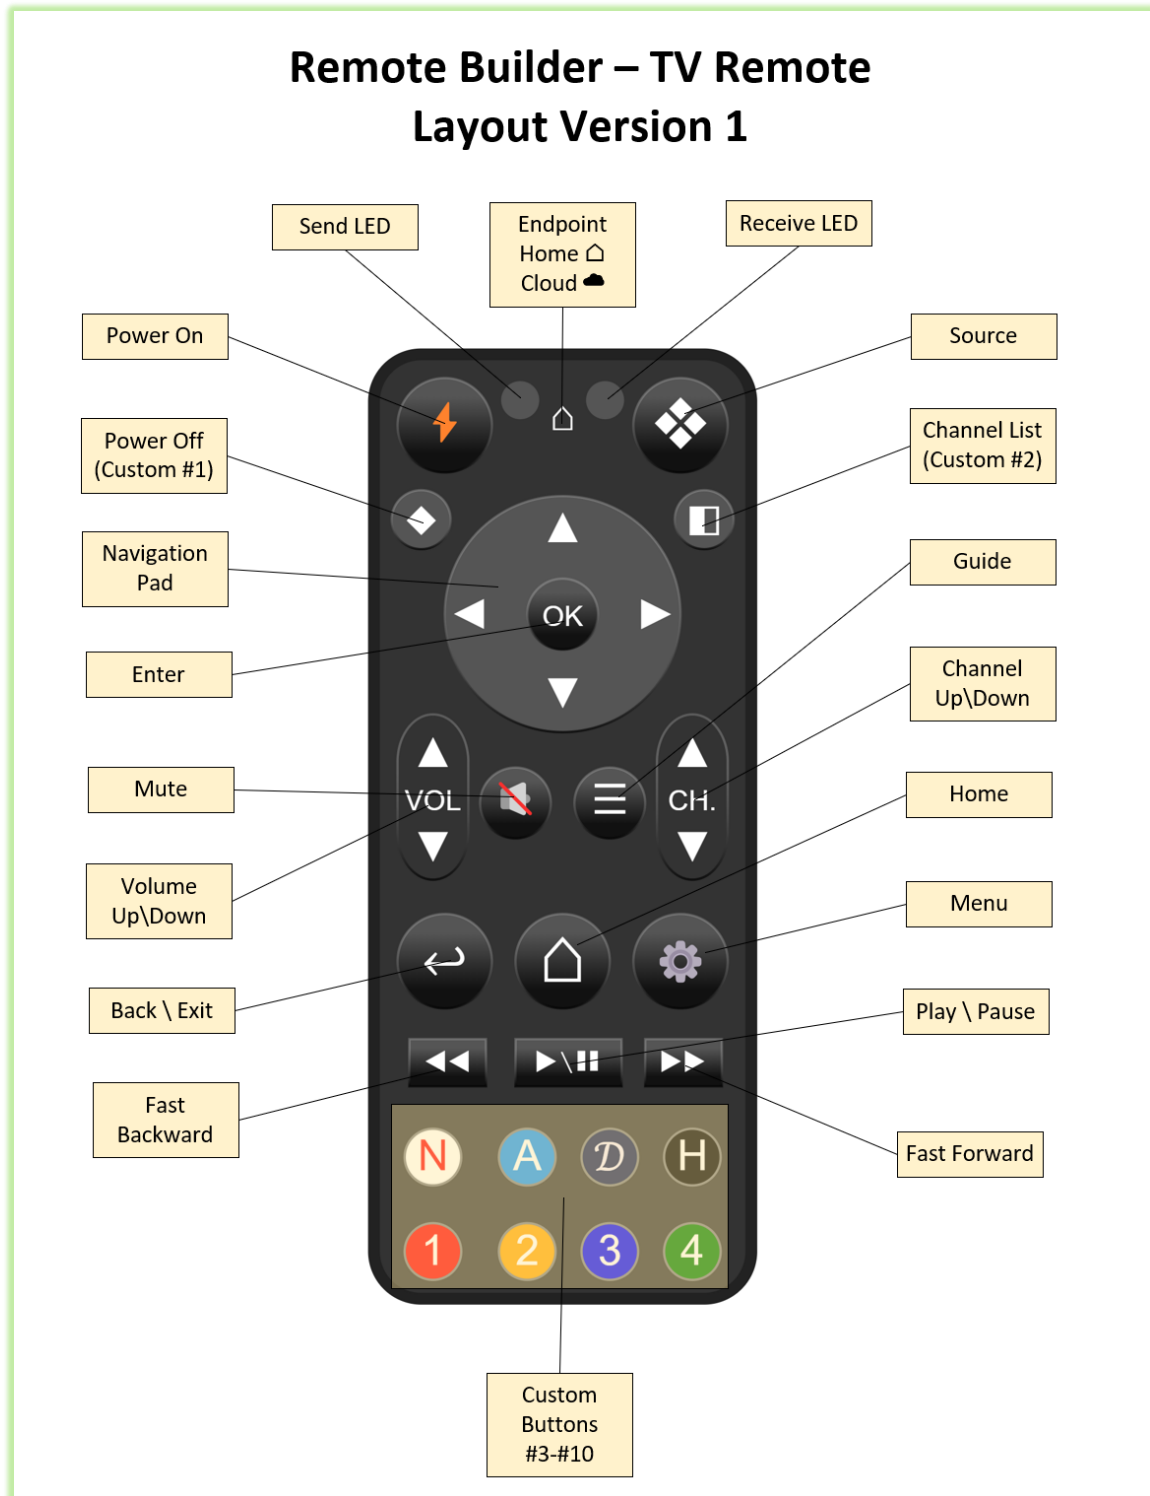 Remote Builder – TV Remote
Layout Version 1
Send LED
Endpoint
Home
Cloud
Receive LED
Power On
Source
Power Off
(Custom #1)
Channel List
(Custom #2)
Navigation
Pad
Guide
OK
Enter
Channel
Up\Down
Mute
VOL
CH.
Home
Volume
Up\Down
Menu
Back \ Exit
Play \ Pause
\
Fast
Backward
Fast Forward
N A D H
1 2 3 4
Custom
Buttons
#3-#10